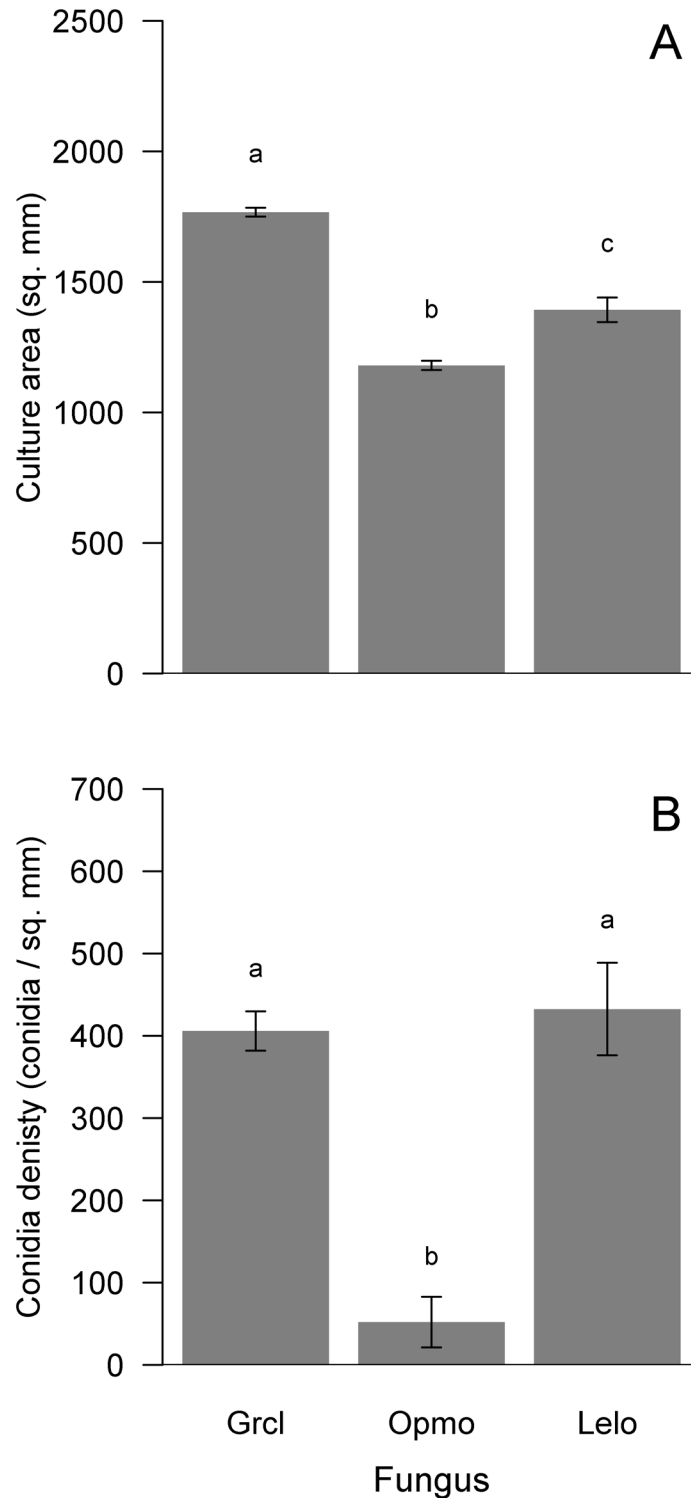 A
2500
2000
1500
1000
500
0
Culture area (sq. mm)
a
b
c
B
700
600
500
400
300
200
100
0
Conidia denisty (conidia / sq. mm)
a
b
a
Grcl Opmo Lelo
Fungus